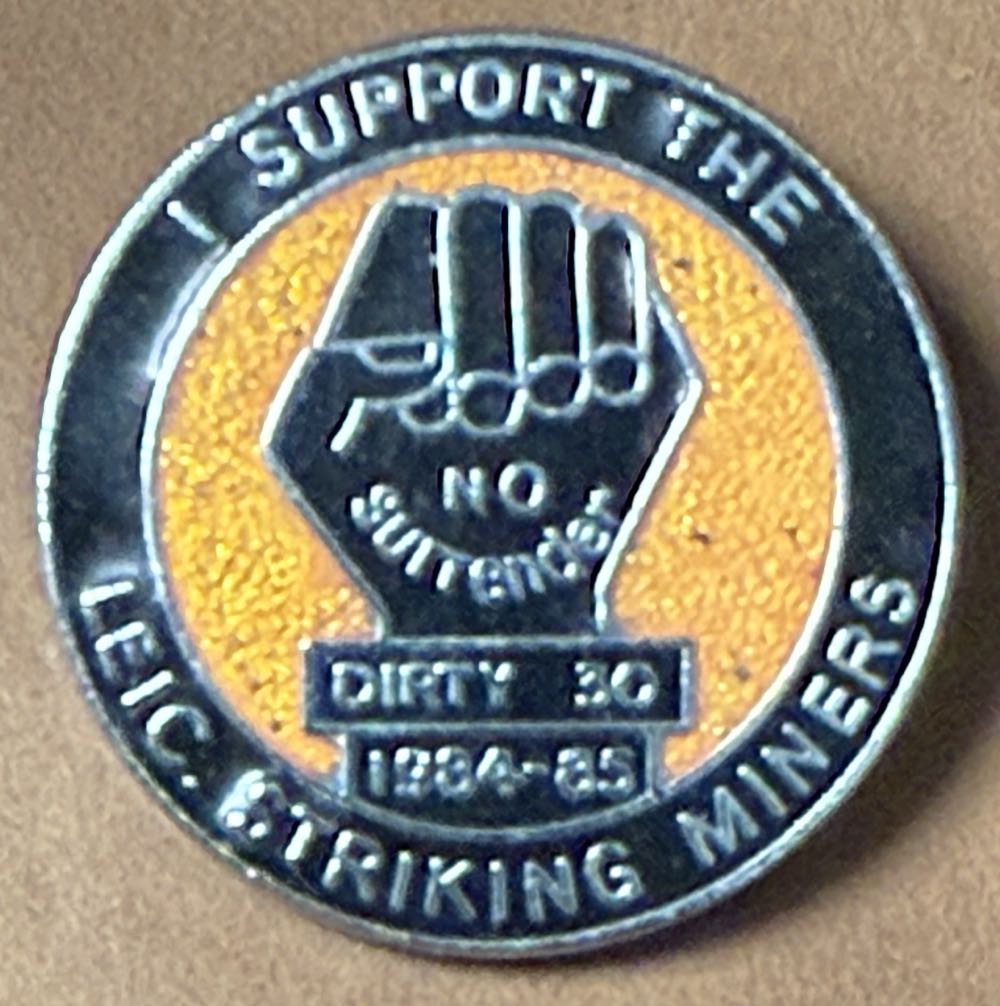 I SUPPORT THE
NO
Surrender
DIRTY 30
1984-85
LEIC. STRIKING MINERS